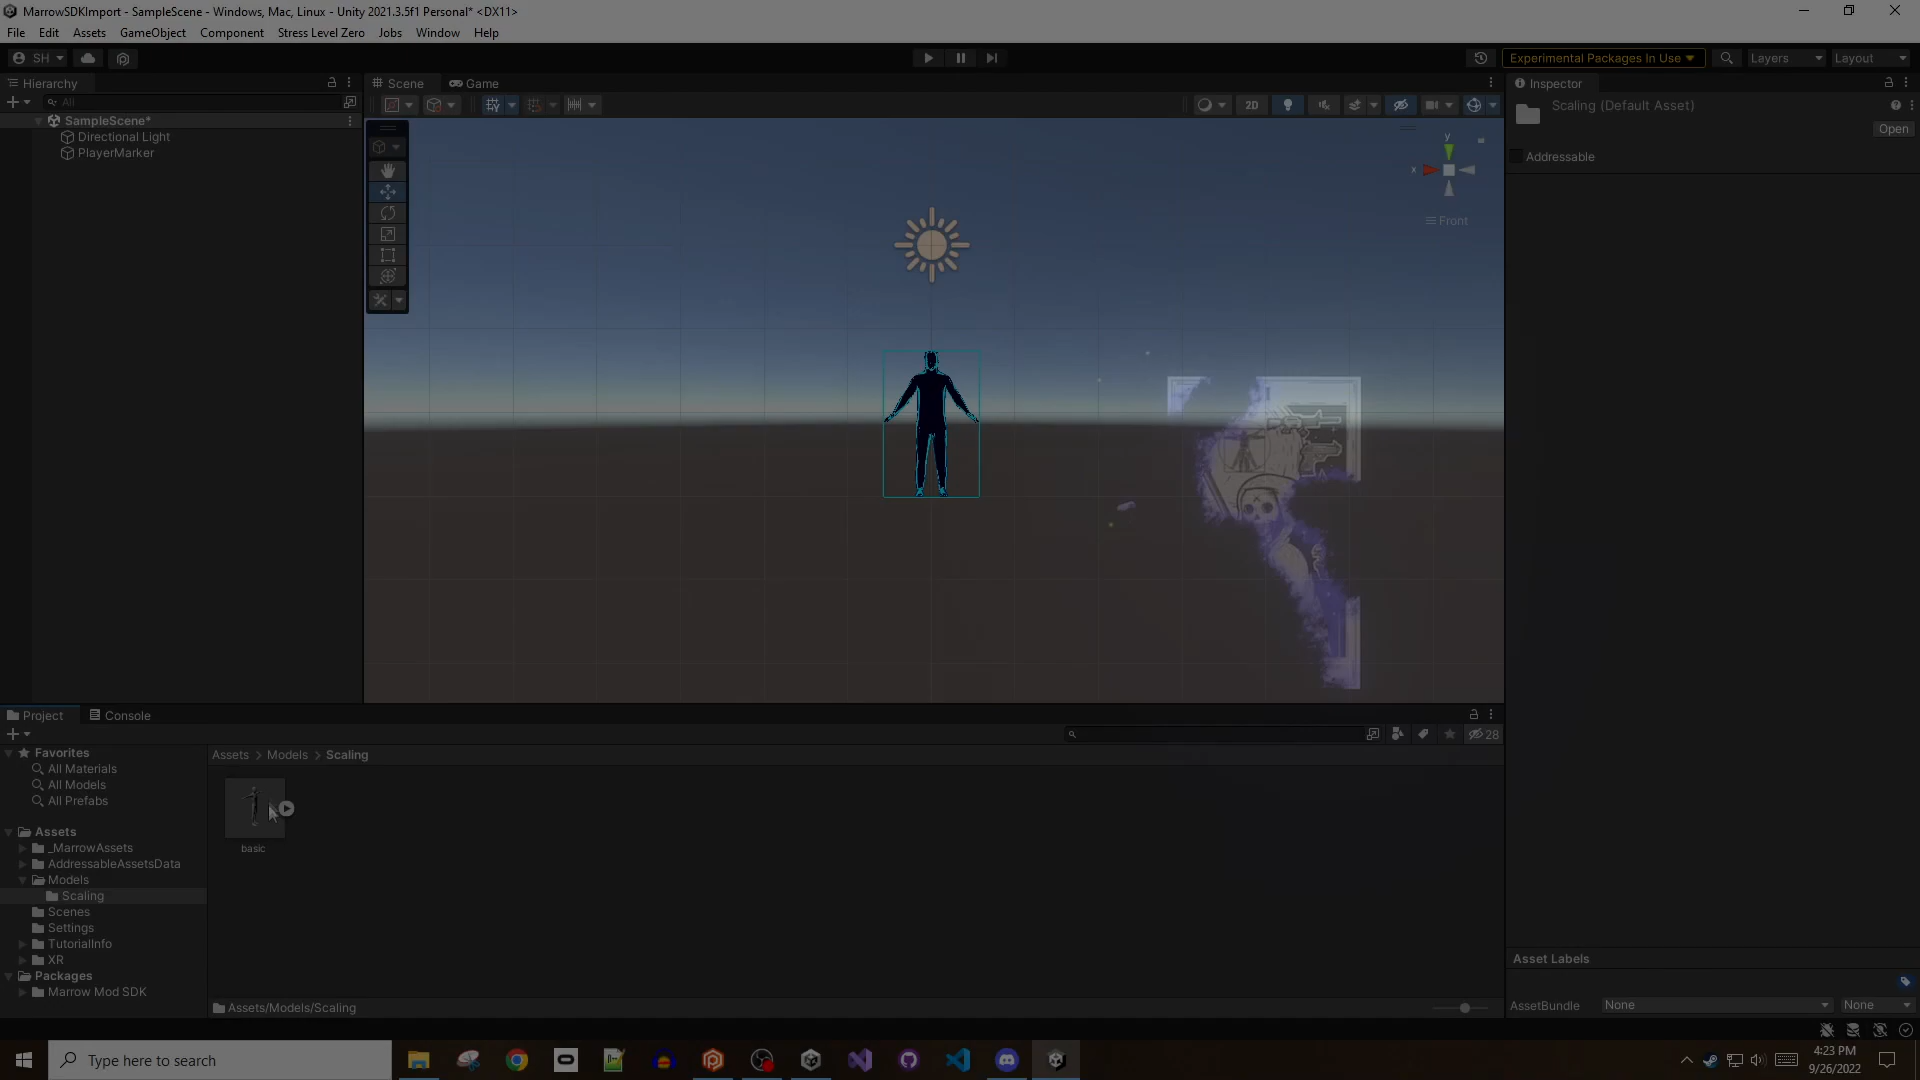 MarrowSDKImport - SampleScene - Windows, Mac, Linux - Unity 2021.3.5f1 Personal* <DX11>
File Edit Assets GameObject Component Stress Level Zero Jobs Window Help
SH Experimental Packages In Use Layers Layout
Hierarchy Scene Game Inspector
All 2D Scaling (Default Asset)
SampleScene* Open
Directional Light
PlayerMarker
Addressable
y
x
Front
Project Console
28
Favorites Assets > Models > Scaling
All Materials
All Models
All Prefabs
Assets
_MarrowAssets basic
AddressableAssetsData
Models
Scaling
Scenes
Settings
TutorialInfo
XR
Packages
Marrow Mod SDK
Asset Labels
Assets/Models/Scaling AssetBundle None None
Type here to search
4:23 PM
9/26/2022